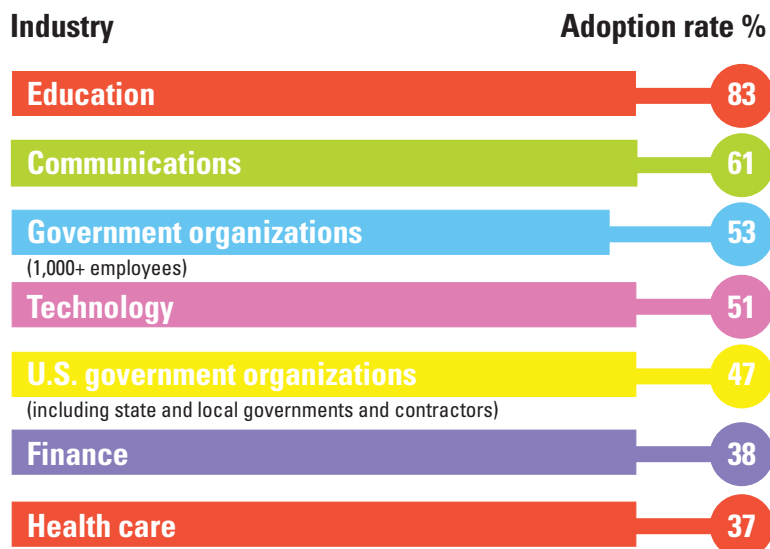 Industry Adoption rate %
Education 83
Communications 61
Government organizations 53
(1,000+ employees)
Technology 51
U.S. government organizations 47
(including state and local governments and contractors)
Finance 38
Health care 37